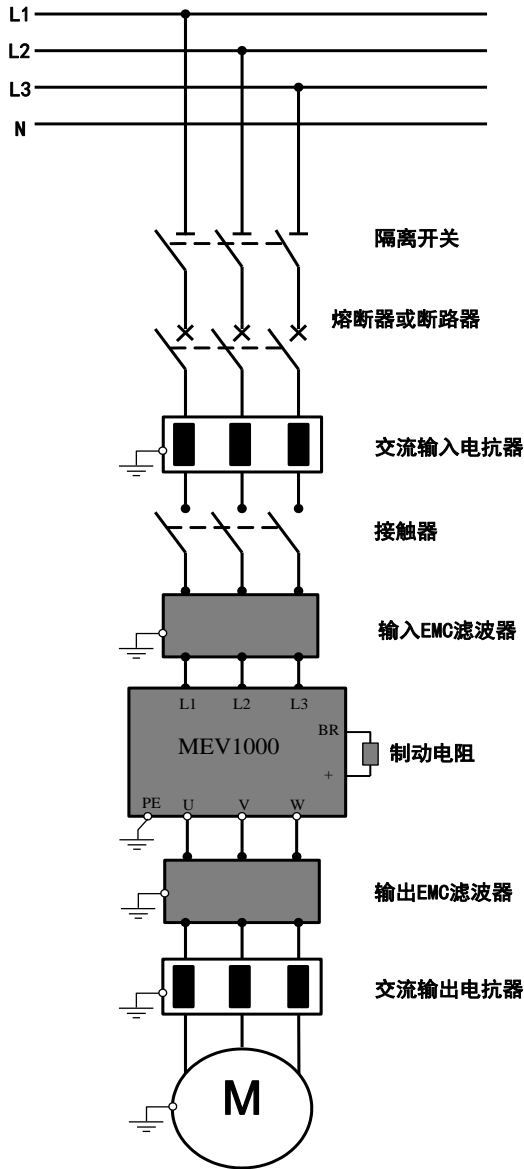 L1
L2
L3
N
隔离开关
熔断器或断路器
交流输入电抗器
接触器
输入EMC滤波器
L1 L2 L3
BR
MEV1000
制动电阻
+
PE U V W
输出EMC滤波器
交流输出电抗器
M